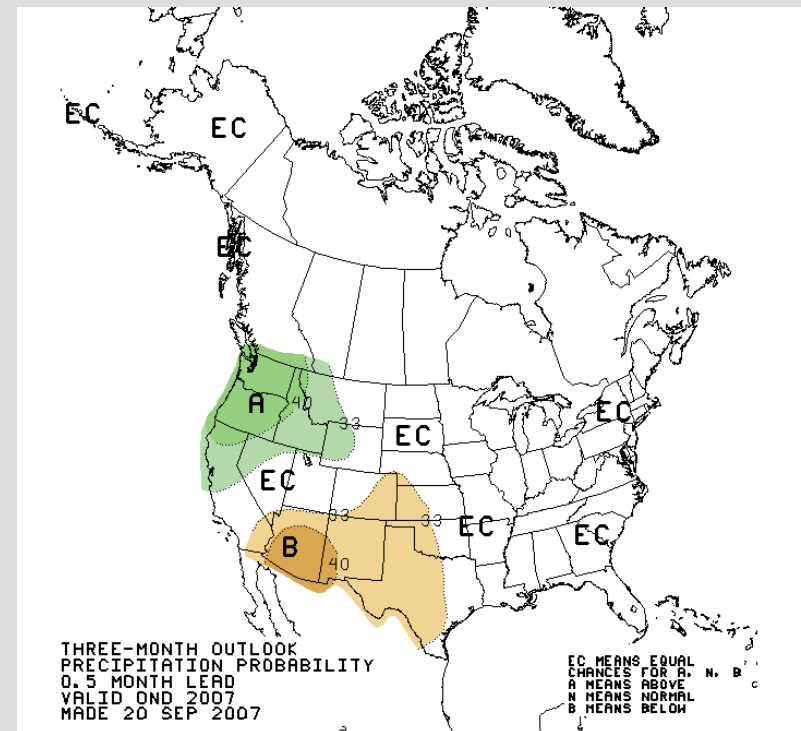 EC
EC
EC
A
40
33
EC
EC
EC
33
33
EC
EC
B
40
THREE-MONTH OUTLOOK
PRECIPITATION PROBABILITY
0.5 MONTH LEAD
VALID OND 2007
MADE 20 SEP 2007
EC MEANS EQUAL
CHANCES FOR A, N, B
A MEANS ABOVE
N MEANS NORMAL
B MEANS BELOW